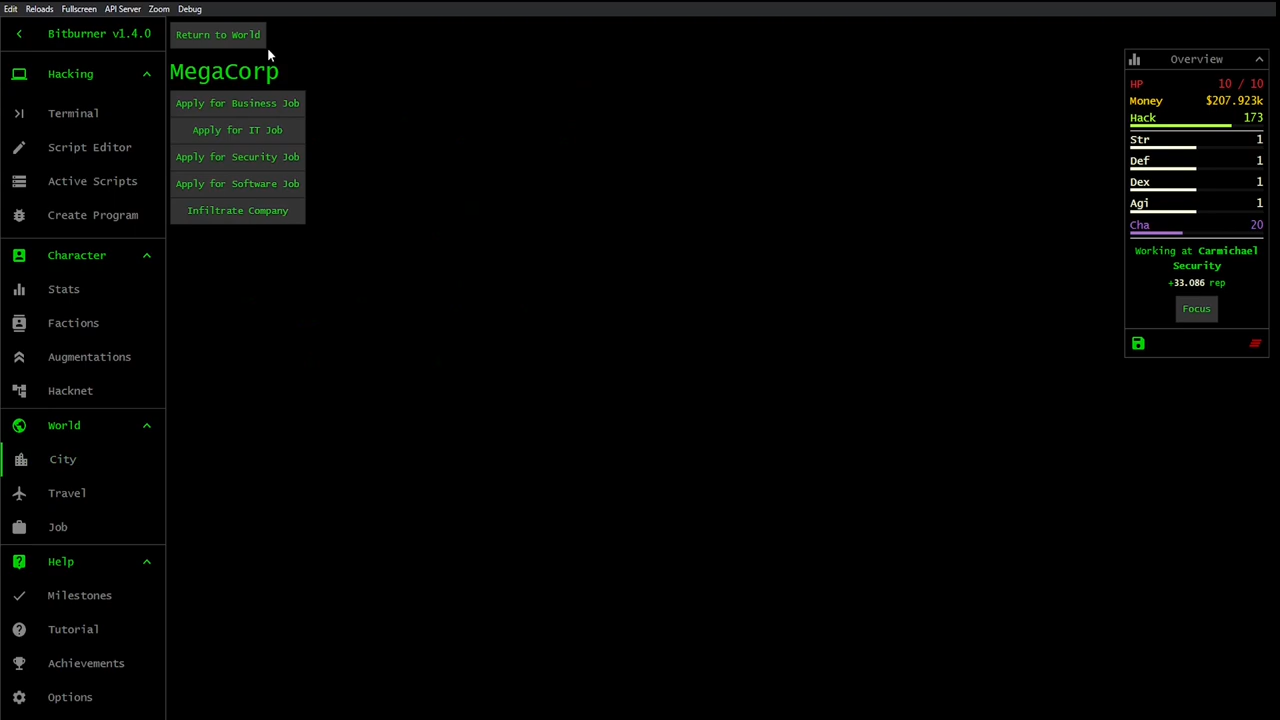 Edit Reloads Fullscreen API Server Zoom Debug
Bitburner v1.4.0
Hacking
Terminal
Script Editor
Active Scripts
Create Program
Character
Stats
Factions
Augmentations
Hacknet
World
City
Travel
Job
Help
Milestones
Tutorial
Achievements
Options
Return to World
MegaCorp
Apply for Business Job
Apply for IT Job
Apply for Security Job
Apply for Software Job
Infiltrate Company
Overview
HP 10 / 10
Money $207.923k
Hack 173
Str 1
Def 1
Dex 1
Agi 1
Cha 20
Working at Carmichael
Security
+33.086 rep
Focus